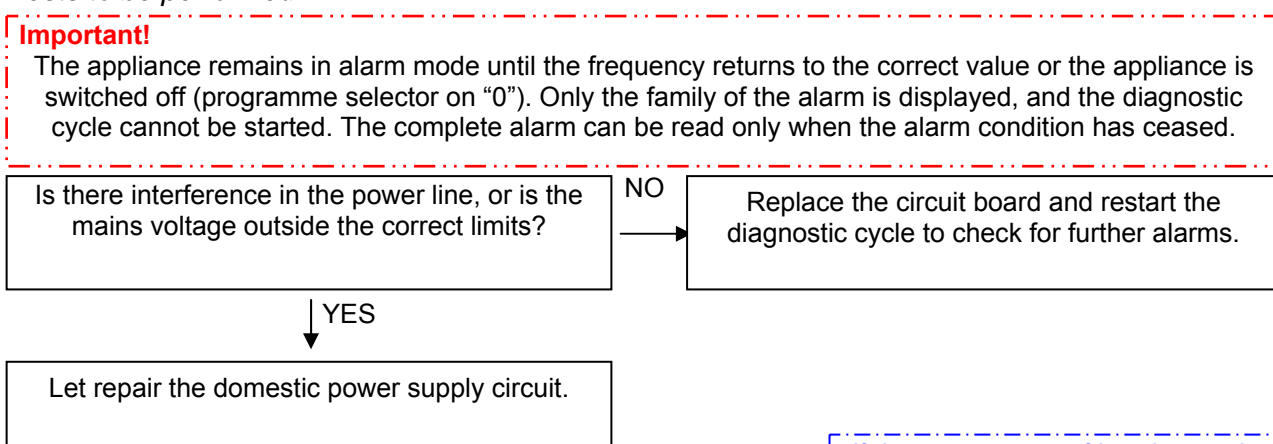 Important!
The appliance remains in alarm mode until the frequency returns to the correct value or the appliance is
switched off (programme selector on “0”). Only the family of the alarm is displayed, and the diagnostic
cycle cannot be started. The complete alarm can be read only when the alarm condition has ceased.
Is there interference in the power line, or is the
mains voltage outside the correct limits?
NO
Replace the circuit board and restart the
diagnostic cycle to check for further alarms.
YES
Let repair the domestic power supply circuit.